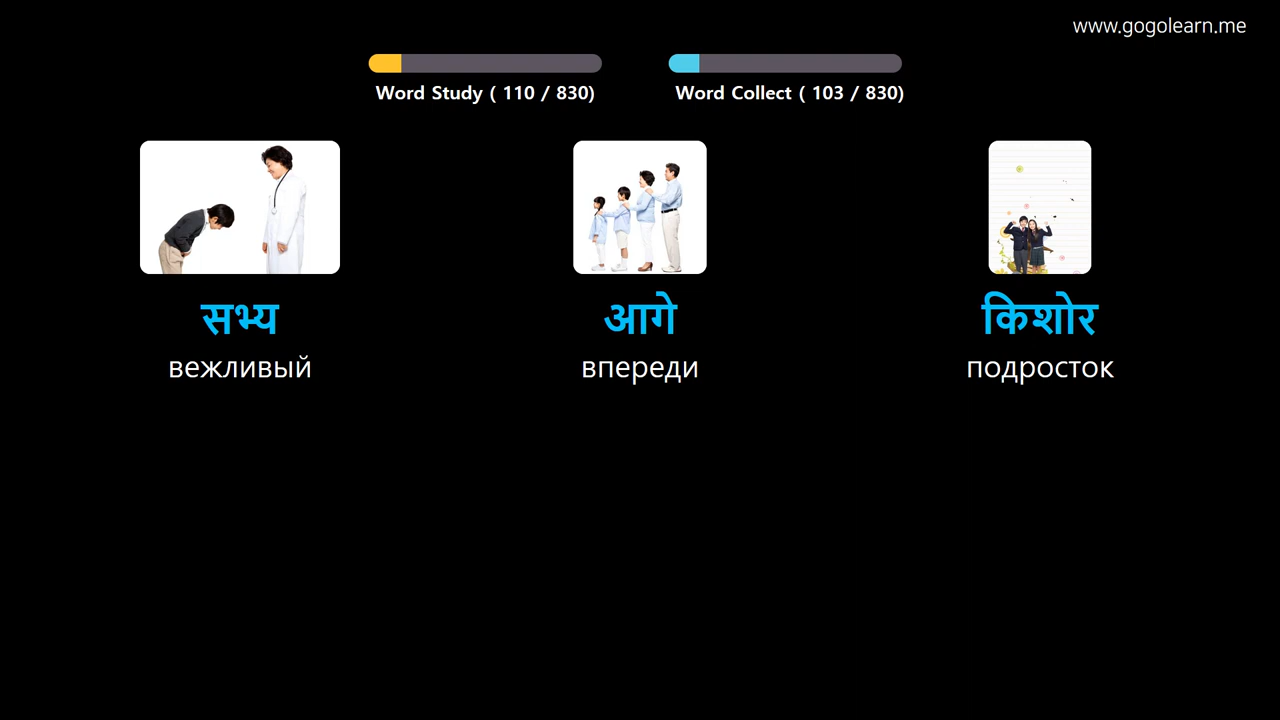 www.gogolearn.me
Word Study ( 110 / 830)
Word Collect ( 103 / 830)
सभ्य
आगे
किशोर
вежливый
впереди
подросток